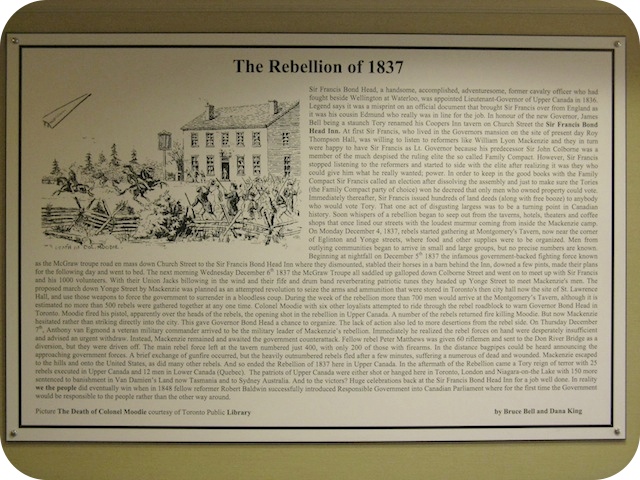 The Rebellion of 1837
Sir Francis Bond Head, a handsome, accomplished, adventuresome, former cavalry officer who had
fought beside Wellington at Waterloo, was appointed Lieutenant-Governor of Upper Canada in 1836.
Legend says it was a misprint on an official document that brought Sir Francis over from England as
it was his cousin Edmund who really was in line for the job. In honour of the new Governor, James
Bell being a staunch Tory renamed his Coopers Inn tavern on Church Street the Sir Francis Bond
Head Inn. At first Sir Francis, who lived in the Governors mansion on the site of present day Roy
Thompson Hall, was willing to listen to reformers like William Lyon Mackenzie and they in turn
were happy to have Sir Francis as Lt. Governor because his predecessor Sir John Colborne was a
member of the much despised the ruling elite the so called Family Compact. However, Sir Francis
stopped listening to the reformers and started to side with the elite after realizing it was they who
could give him what he really wanted; power. In order to keep in the good books with the Family
Compact Sir Francis called an election after dissolving the assembly and just to make sure the Tories
(the Family Compact party of choice) won he decreed that only men who owned property could vote.
Immediately thereafter, Sir Francis issued hundreds of land deeds (along with free booze) to anybody
who would vote Tory. That one act of disgusting largess was to be a turning point in Canadian
history. Soon whispers of a rebellion began to seep out from the taverns, hotels, theaters and coffee
shops that once lined our streets with the loudest murmur coming from inside the Mackenzie camp.
On Monday December 4, 1837, rebels started gathering at Montgomery's Tavern, now near the corner
of Eglinton and Yonge streets, where food and other supplies were to be organized. Men from
outlying communities began to arrive in small and large groups, but no precise numbers are known.
Beginning at nightfall on December 5th 1837 the infamous government-backed fighting force known
as the McGraw troupe road en mass down Church Street to the Sir Francis Bond Head Inn where they dismounted, stabled their horses in a barn behind the Inn, downed a few pints, made their plans
for the following day and went to bed. The next morning Wednesday December 6th 1837 the McGraw Troupe all saddled up galloped down Colborne Street and went on to meet up with Sir Francis
and his 1000 volunteers. With their Union Jacks billowing in the wind and their fife and drum band reverberating patriotic tunes they headed up Yonge Street to meet Mackenzie's men. The
proposed march down Yonge Street by Mackenzie was planned as an attempted revolution to seize the arms and ammunition that were stored in Toronto's then city hall now the site of St. Lawrence
Hall, and use those weapons to force the government to surrender in a bloodless coup. During the week of the rebellion more than 700 men would arrive at the Montgomery's Tavern, although it is
estimated no more than 500 rebels were gathered together at any one time. Colonel Moodie with six other loyalists attempted to ride through the rebel roadblock to warn Governor Bond Head in
Toronto. Moodie fired his pistol, apparently over the heads of the rebels, the opening shot in the rebellion in Upper Canada. A number of the rebels returned fire killing Moodie. But now Mackenzie
hesitated rather than striking directly into the city. This gave Governor Bond Head a chance to organize. The lack of action also led to more desertions from the rebel side. On Thursday December
7th, Anthony van Egmond a veteran military commander arrived to be the military leader of Mackenzie's rebellion. Immediately he realized the rebel forces on hand were desperately insufficient
and advised an urgent withdraw. Instead, Mackenzie remained and awaited the government counterattack. Fellow rebel Peter Matthews was given 60 riflemen and sent to the Don River Bridge as a
diversion, but they were driven off. The main rebel force left at the tavern numbered just 400, with only 200 of those with firearms. In the distance bagpipes could be heard announcing the
approaching government forces. A brief exchange of gunfire occurred, but the heavily outnumbered rebels fled after a few minutes, suffering a numerous of dead and wounded. Mackenzie escaped
to the hills and onto the United States, as did many other rebels. And so ended the Rebellion of 1837 here in Upper Canada. In the aftermath of the Rebellion came a Tory reign of terror with 25
rebels executed in Upper Canada and 12 more in Lower Canada (Quebec). The patriots of Upper Canada were either shot or hanged here in Toronto, London and Niagara-on-the Lake with 150 more
sentenced to banishment in Van Damien's Land now Tasmania and to Sydney Australia. And to the victors? Huge celebrations back at the Sir Francis Bond Head Inn for a job well done. In reality
we the people did eventually win when in1848 fellow reformer Robert Baldwin successfully introduced Responsible Government into Canadian Parliament where for the first time the Government
would be responsible to the people rather than the other way around.
DEATH OF COL. MOODIE
Picture The Death of Colonel Moodie courtesy of Toronto Public Library
by Bruce Bell and Dana King